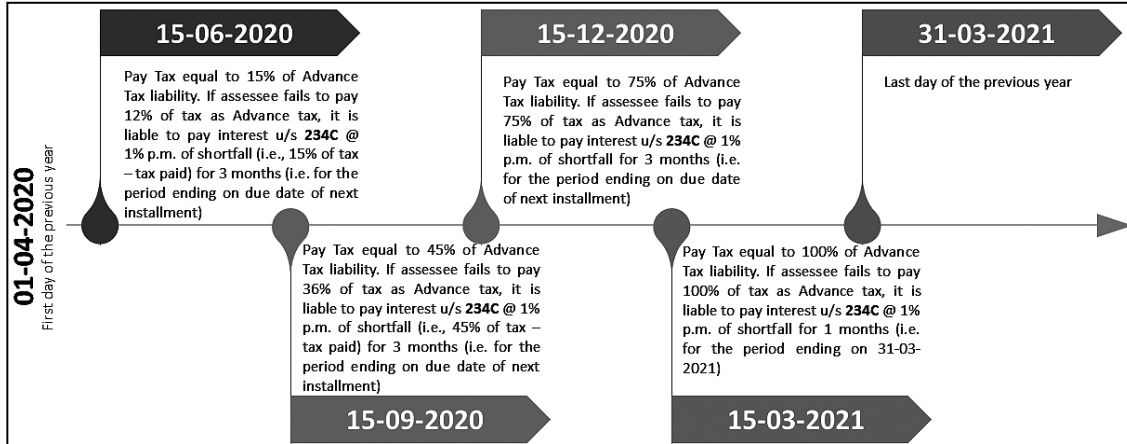 01-04-2020
First day of the previous year
15-06-2020
Pay Tax equal to 15% of Advance
Tax liability. If assessee fails to pay
12% of tax as Advance tax, it is
liable to pay interest u/s 234C @
1% p.m. of shortfall (i.e., 15% of tax
– tax paid) for 3 months (i.e. for the
period ending on due date of next
installment)
Pay Tax equal to 45% of Advance
Tax liability. If assessee fails to pay
36% of tax as Advance tax, it is
liable to pay interest u/s 234C @ 1%
p.m. of shortfall (i.e., 45% of tax –
tax paid) for 3 months (i.e. for the
period ending on due date of next
installment)
15-09-2020
15-12-2020
Pay Tax equal to 75% of Advance
Tax liability. If assessee fails to pay
75% of tax as Advance tax, it is
liable to pay interest u/s 234C @ 1%
p.m. of shortfall for 3 months (i.e.
for the period ending on due date
of next installment)
Pay Tax equal to 100% of Advance
Tax liability. If assessee fails to pay
100% of tax as Advance tax, it is
liable to pay interest u/s 234C @ 1%
p.m. of shortfall for 1 months (i.e.
for the period ending on 31-03-
2021)
15-03-2021
31-03-2021
Last day of the previous year